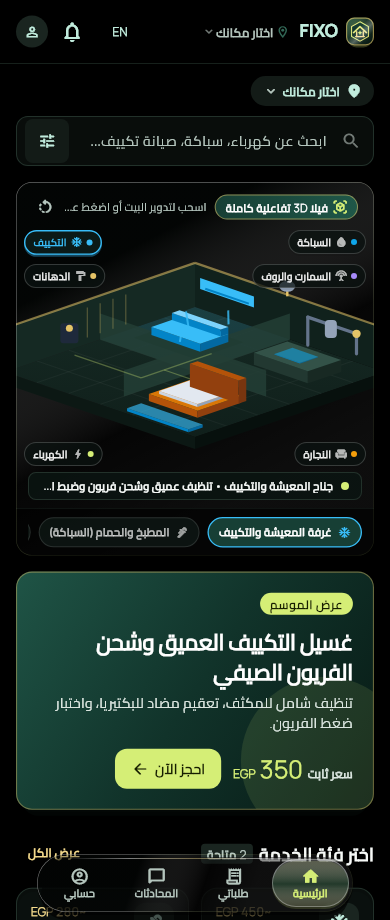 FIXO
اختار مكانك
EN
اختار مكانك
ابحث عن كهرباء، سباكة، صيانة تكييف...
فيلا 3D تفاعلية كاملة
اسحب لتدوير البيت أو اضغط ع...
السباكة
التكييف
السمارت والروف
الدهانات
النجارة
الكهرباء
جناح المعيشة والتكييف • تنظيف عميق وشحن فريون وضبط ا...
غرفة المعيشة والتكييف
المطبخ والحمام (السباكة)
عرض الموسم
غسيل التكييف العميق وشحن
الفريون الصيفي
تنظيف شامل للمكثف، تعقيم مضاد للبكتيريا، واختبار
ضغط الفريون.
سعر ثابت 350 EGP
احجز الآن
اختر فئة الخدمة
2 متاحة
عرض الكل
الرئيسية
طلباتي
المحادثات
حسابي
~450 EGP
~280 EGP